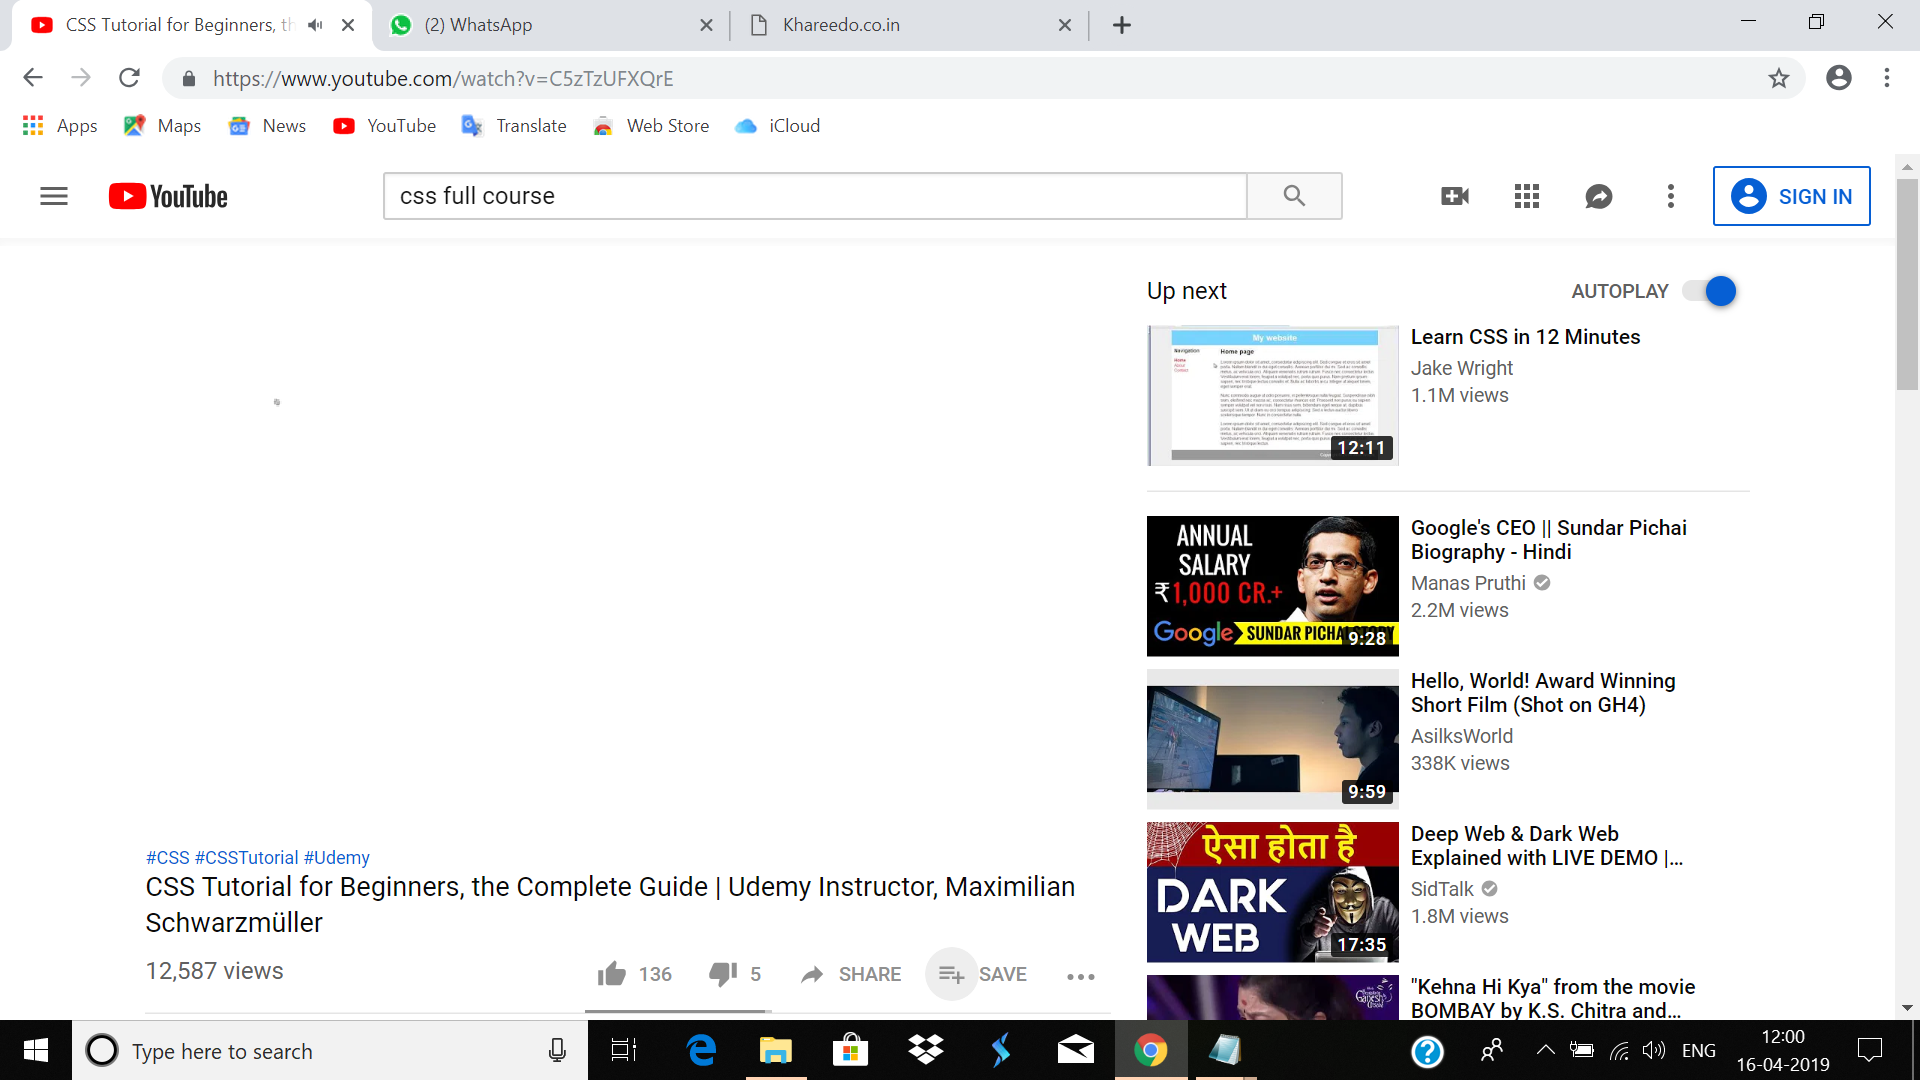 CSS Tutorial for Beginners, th
(2) WhatsApp
Khareedo.co.in
https://www.youtube.com/watch?v=C5zTzUFXQrE
Apps
Maps
News
YouTube
Translate
Web Store
iCloud
YouTube
css full course
SIGN IN
Up next
AUTOPLAY
My website
Navigation
Home page
Home
12:11
Learn CSS in 12 Minutes
Jake Wright
1.1M views
ANNUAL
SALARY
₹1,000 CR.+
Google SUNDAR PICHAI STORY
9:28
Google's CEO || Sundar Pichai
Biography - Hindi
Manas Pruthi
2.2M views
9:59
Hello, World! Award Winning
Short Film (Shot on GH4)
AsilksWorld
338K views
ऐसा होता है
DARK
WEB
17:35
Deep Web & Dark Web
Explained with LIVE DEMO |...
SidTalk
1.8M views
"Kehna Hi Kya" from the movie
BOMBAY by K.S. Chitra and...
#CSS #CSSTutorial #Udemy
CSS Tutorial for Beginners, the Complete Guide | Udemy Instructor, Maximilian
Schwarzmüller
12,587 views
136
5
SHARE
SAVE
Type here to search
ENG
12:00
16-04-2019